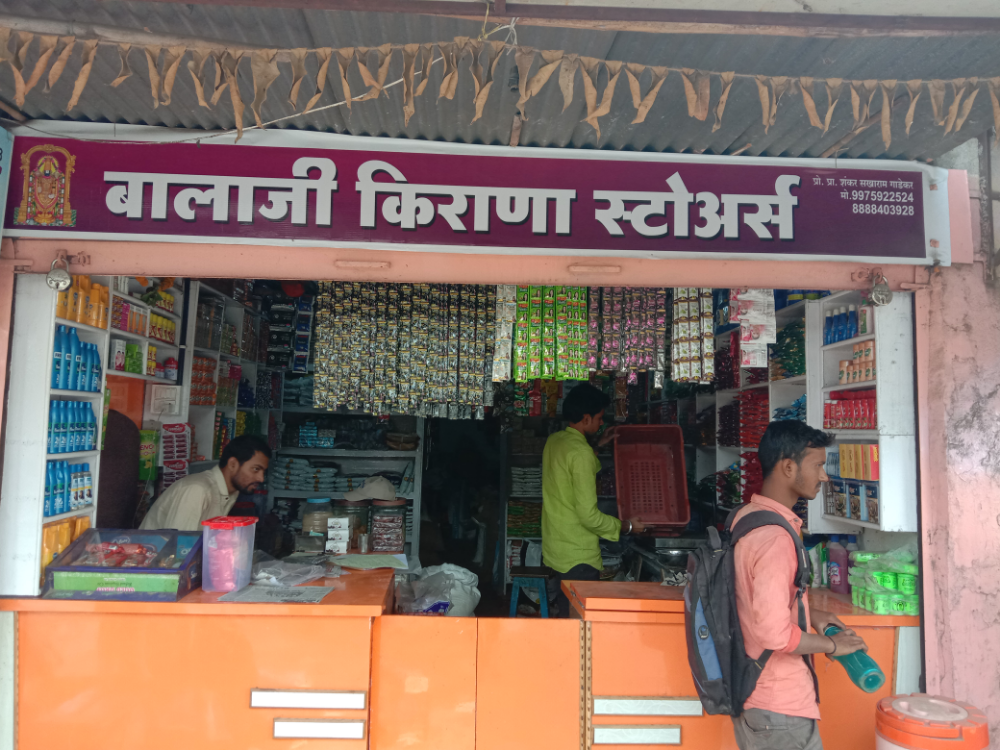 बालाजी किराणा स्टोअर्स
प्रो. प्रा. शंकर सखाराम गाडेकर
मो.9975922524
8888403928